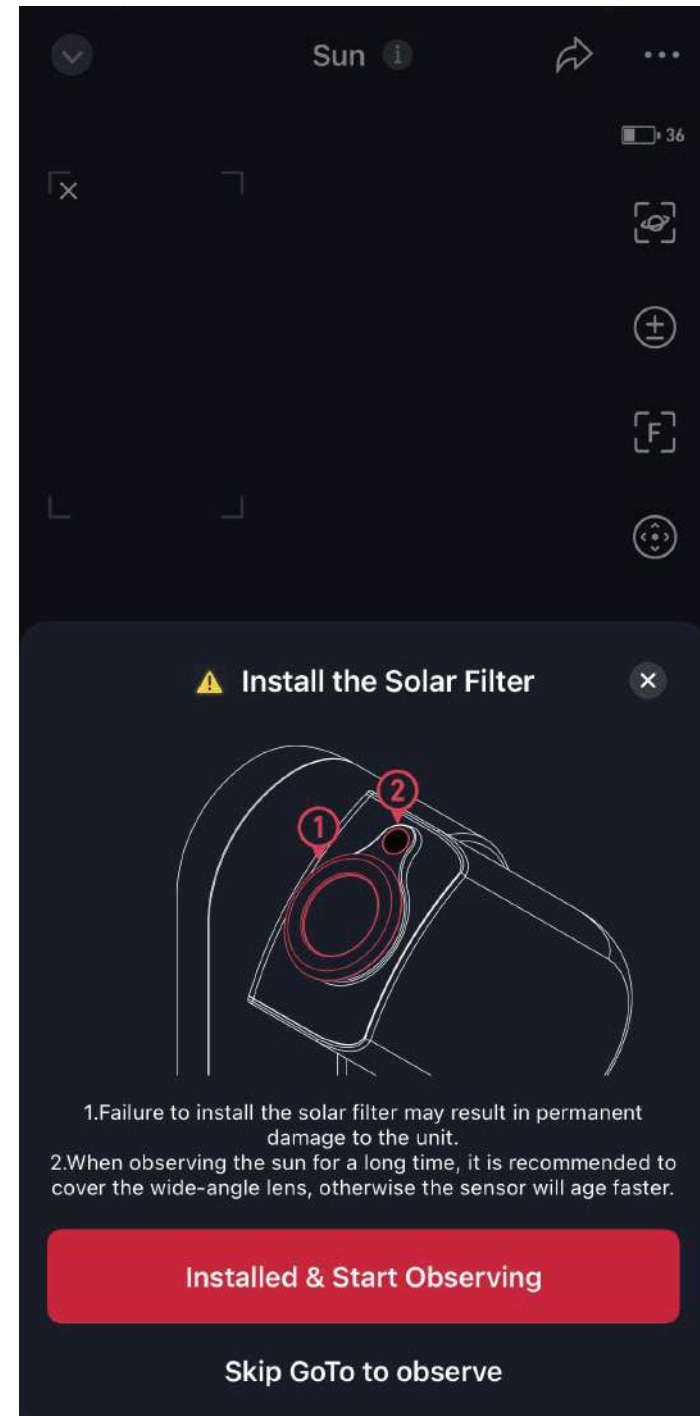 Sun i
36
F
Install the Solar Filter
2
1
1.Failure to install the solar filter may result in permanent
damage to the unit.
2.When observing the sun for a long time, it is recommended to
cover the wide-angle lens, otherwise the sensor will age faster.
Installed & Start Observing
Skip GoTo to observe